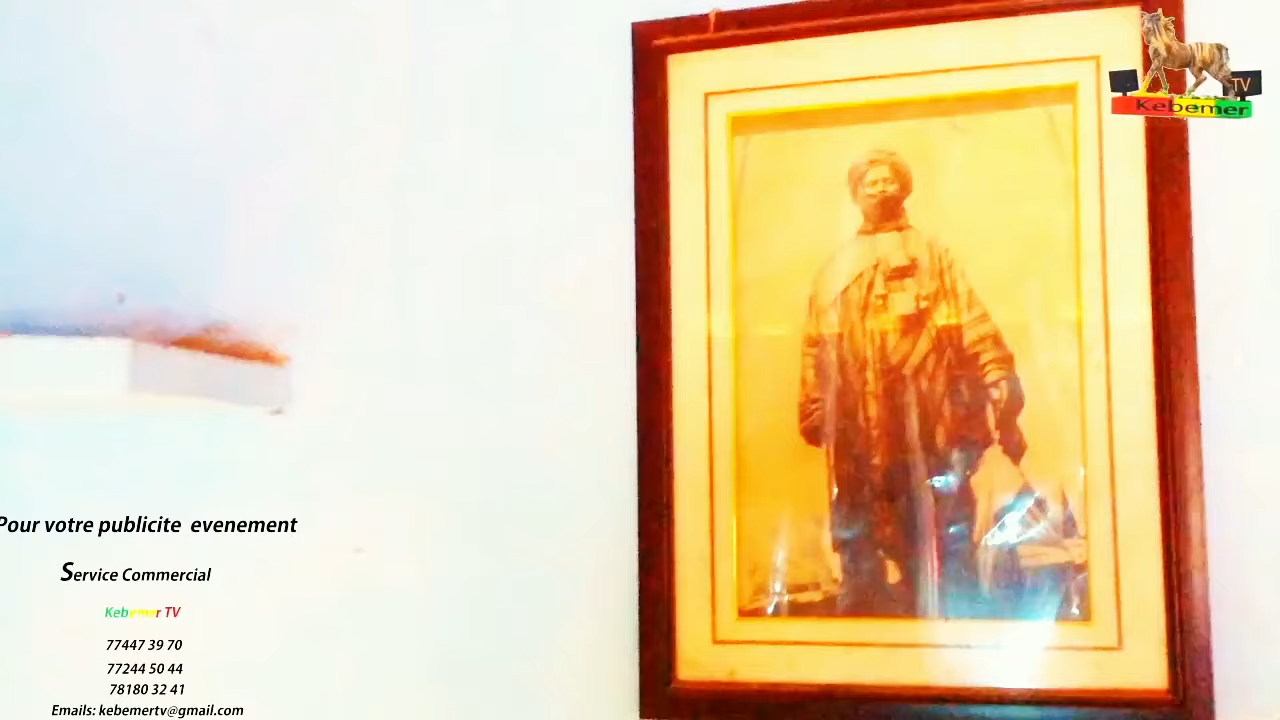 TV
Kebemer
Pour votre publicite evenement
Service Commercial
Kebemer TV
77447 39 70
77244 50 44
78180 32 41
Emails: kebemertv@gmail.com